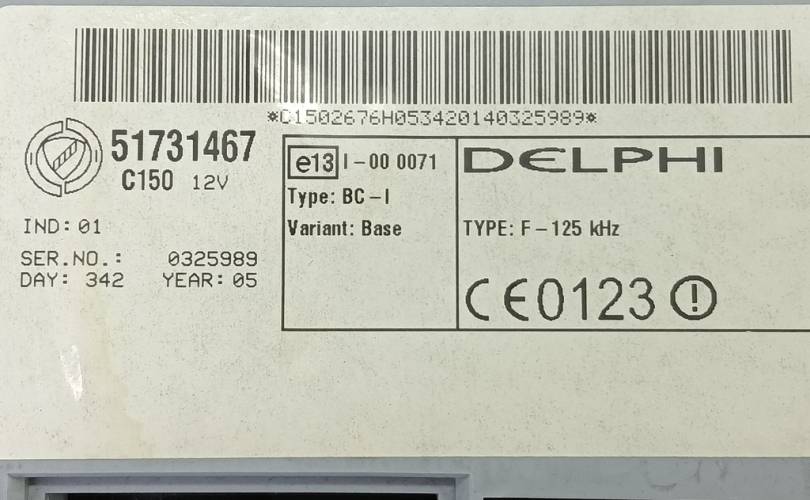 *C1502676H053420140325989*
51731467
C150 12V
IND: 01
SER.NO.: 0325989
DAY: 342 YEAR: 05
e13 I-00 0071
Type: BC-I
Variant: Base
DELPHI
TYPE: F-125 kHz
CE0123